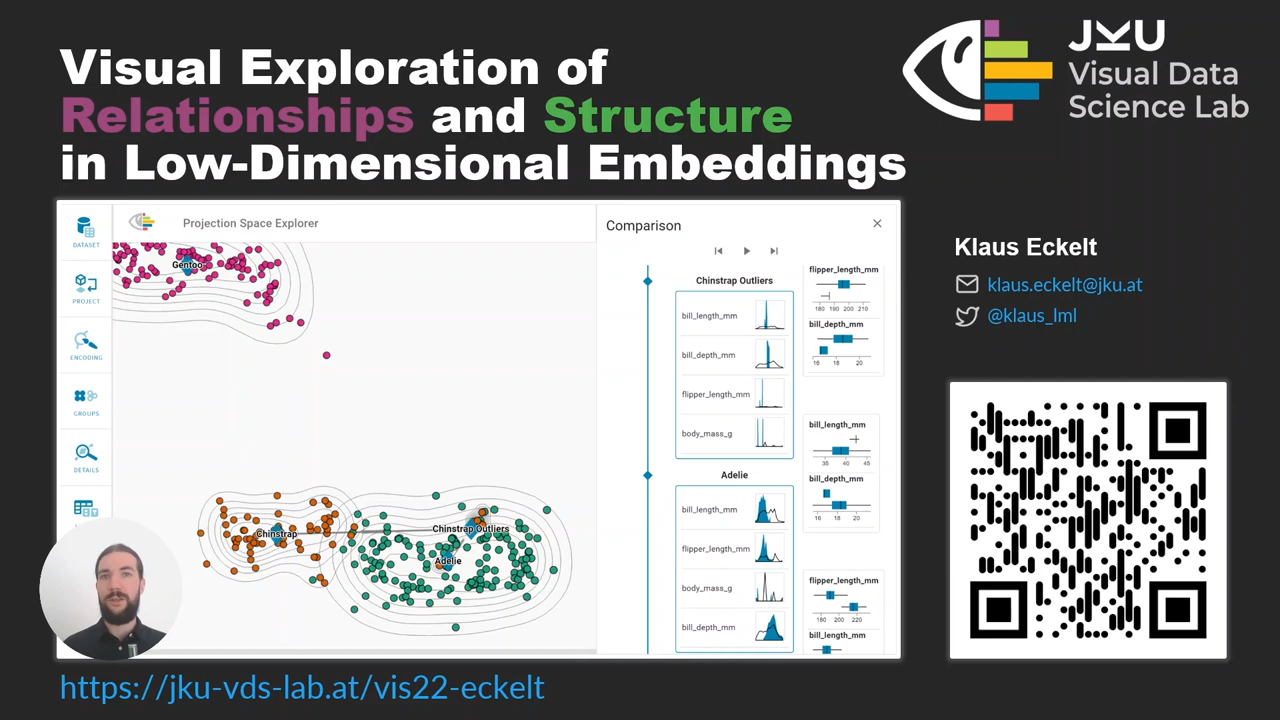 Visual Exploration of
Relationships and Structure
in Low-Dimensional Embeddings
JKU
Visual Data
Science Lab
DATASET
PROJECT
ENCODING
GROUPS
DETAILS
Projection Space Explorer
Gentoo
Chinstrap
Chinstrap Outliers
Adelie
Comparison
Chinstrap Outliers
bill_length_mm
bill_depth_mm
flipper_length_mm
body_mass_g
Adelie
bill_length_mm
flipper_length_mm
body_mass_g
bill_depth_mm
flipper_length_mm
180 190 200 210
bill_depth_mm
16 18 20
bill_length_mm
35 40 45
bill_depth_mm
16 18 20
flipper_length_mm
180 200 220
bill_length_mm
Klaus Eckelt
klaus.eckelt@jku.at
@klaus_lml
https://jku-vds-lab.at/vis22-eckelt